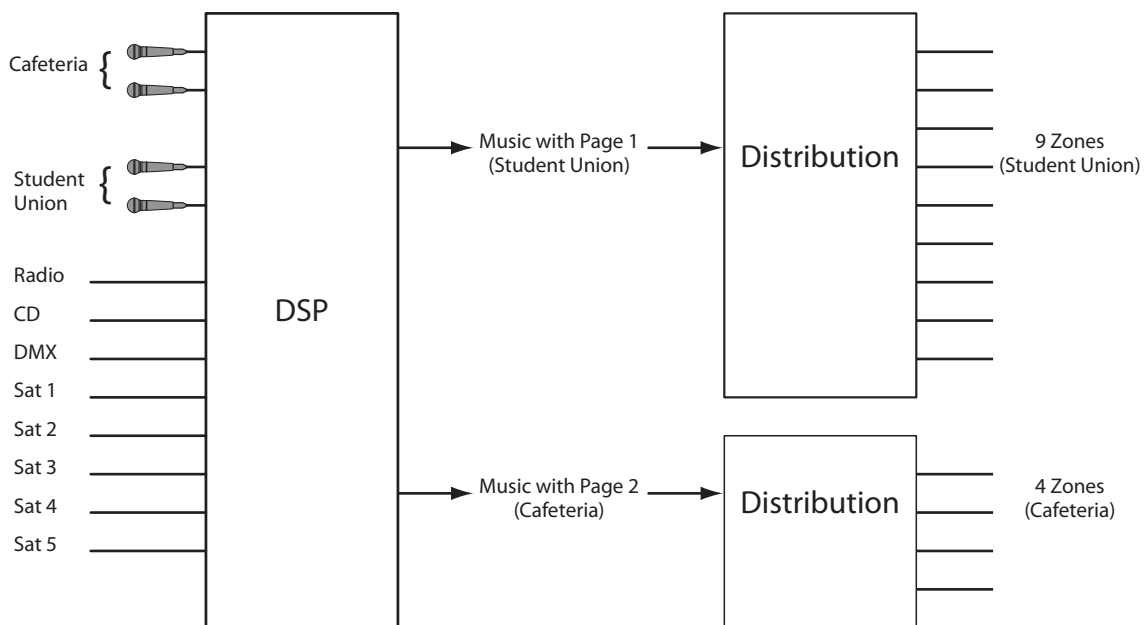 Cafeteria
Student
Union
Radio
CD
DMX
Sat 1
Sat 2
Sat 3
Sat 4
Sat 5
DSP
Music with Page 1
(Student Union)
Music with Page 2
(Cafeteria)
Distribution
9 Zones
(Student Union)
Distribution
4 Zones
(Cafeteria)